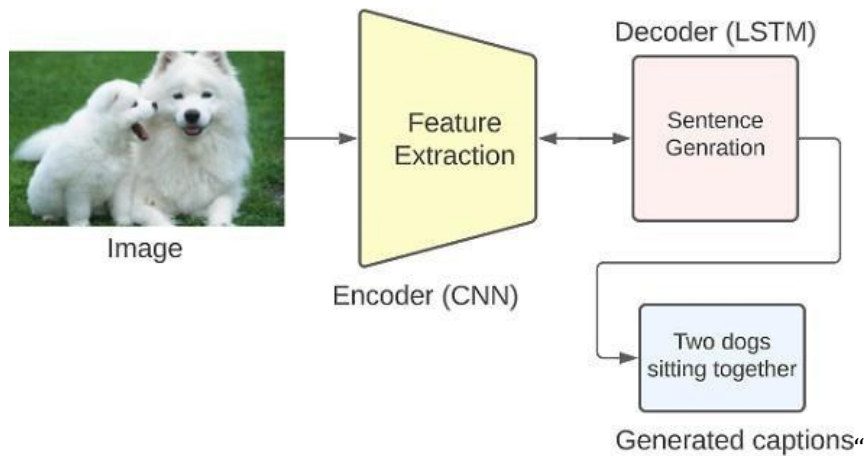 Image
Feature
Extraction
Encoder (CNN)
Decoder (LSTM)
Sentence
Genration
Two dogs
sitting together
Generated captions“